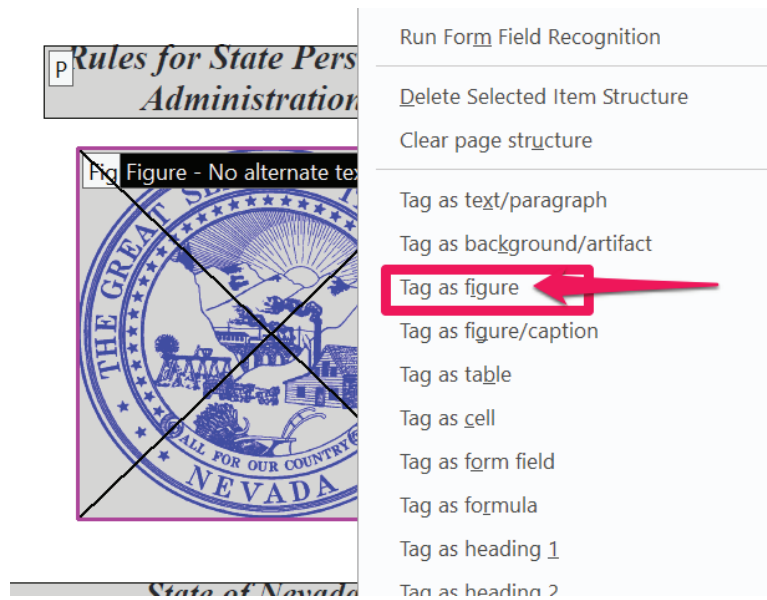 P
Rules for State Pers
Administration
Fig
Figure - No alternate tex
THE GREAT SEAL
ALL FOR OUR COUNTRY
NEVADA
State of Nevada
Run Form Field Recognition
Delete Selected Item Structure
Clear page structure
Tag as text/paragraph
Tag as background/artifact
Tag as figure
Tag as figure/caption
Tag as table
Tag as cell
Tag as form field
Tag as formula
Tag as heading 1
Tag as heading 2